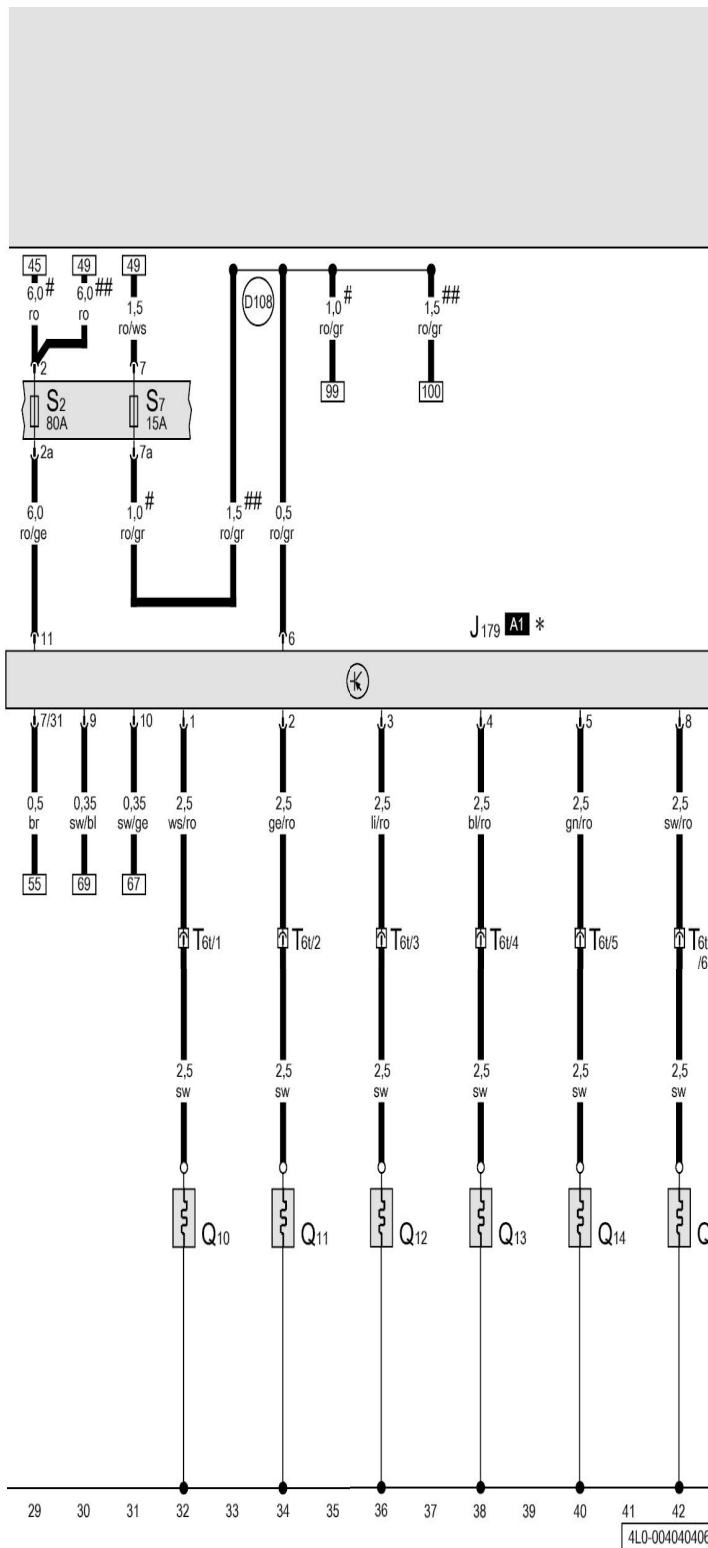 45 49 49
6,0 # 6,0 ## 1,5 D108 1,0 # 1,5 ##
ro ro ro/ws ro/gr ro/gr
2 7 99 100
S2 S7
80A 15A
2a 7a
6,0 1,0 # 1,5 ## 0,5
ro/ge ro/gr ro/gr ro/gr
11 6 J179 A1 *
7/31 9 10 1 2 3 4 5 8
0,5 0,35 0,35 2,5 2,5 2,5 2,5 2,5 2,5
br sw/bl sw/ge ws/ro ge/ro li/ro bl/ro gn/ro sw/ro
55 69 67
T6t/1 T6t/2 T6t/3 T6t/4 T6t/5 T6t
/6
2,5 2,5 2,5 2,5 2,5 2,5
sw sw sw sw sw sw
Q10 Q11 Q12 Q13 Q14
29 30 31 32 33 34 35 36 37 38 39 40 41 42
4L0-004040406